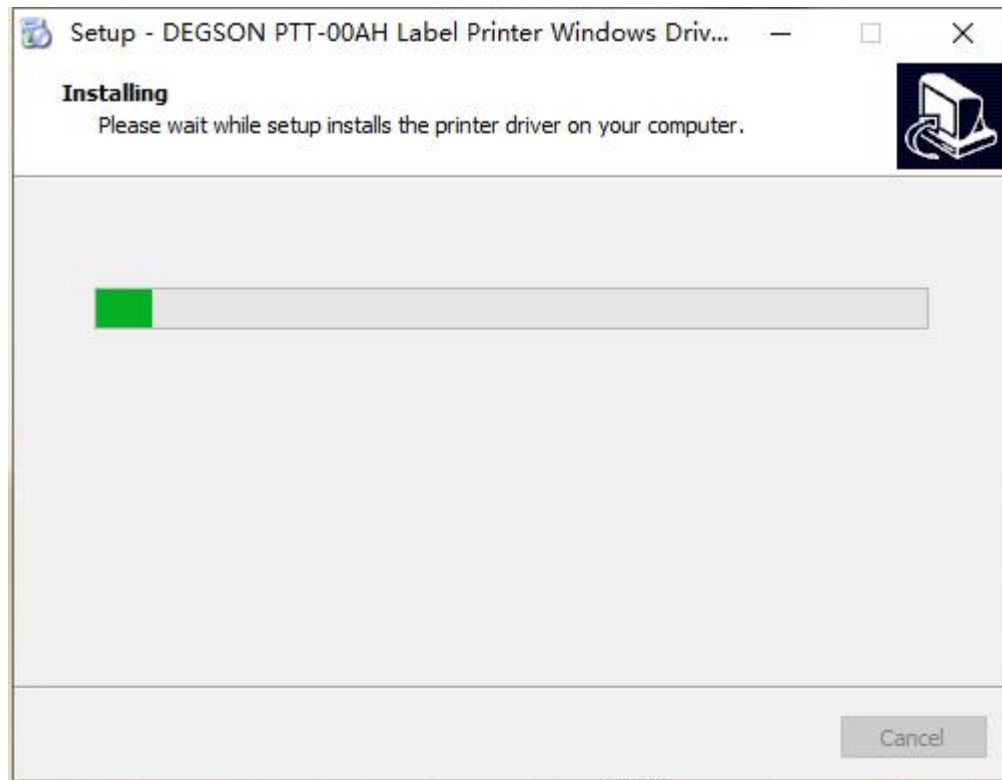 Setup - DEGSON PTT-00AH Label Printer Windows Driv...
Installing
Please wait while setup installs the printer driver on your computer.
Cancel